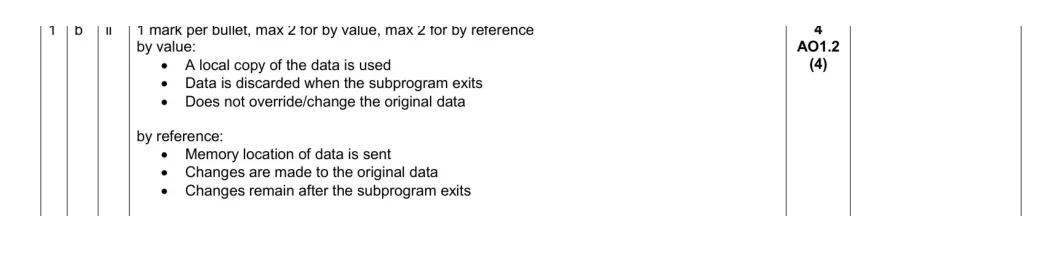 1 b ii 1 mark per bullet, max 2 for by value, max 2 for by reference 4
by value: AO1.2
• A local copy of the data is used (4)
• Data is discarded when the subprogram exits
• Does not override/change the original data
by reference:
• Memory location of data is sent
• Changes are made to the original data
• Changes remain after the subprogram exits